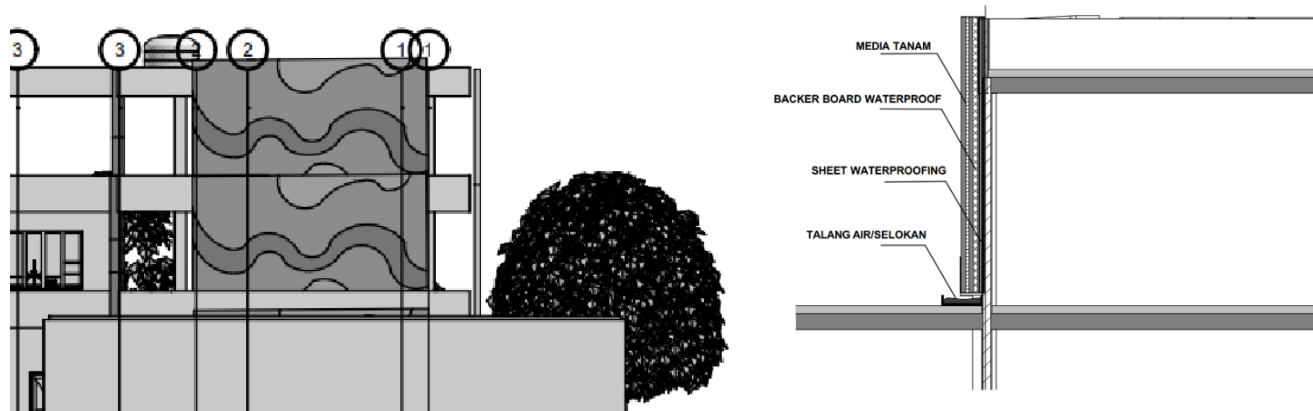 3 3 2 2 1 1
MEDIA TANAM
BACKER BOARD WATERPROOF
SHEET WATERPROOFING
TALANG AIR/SELOKAN